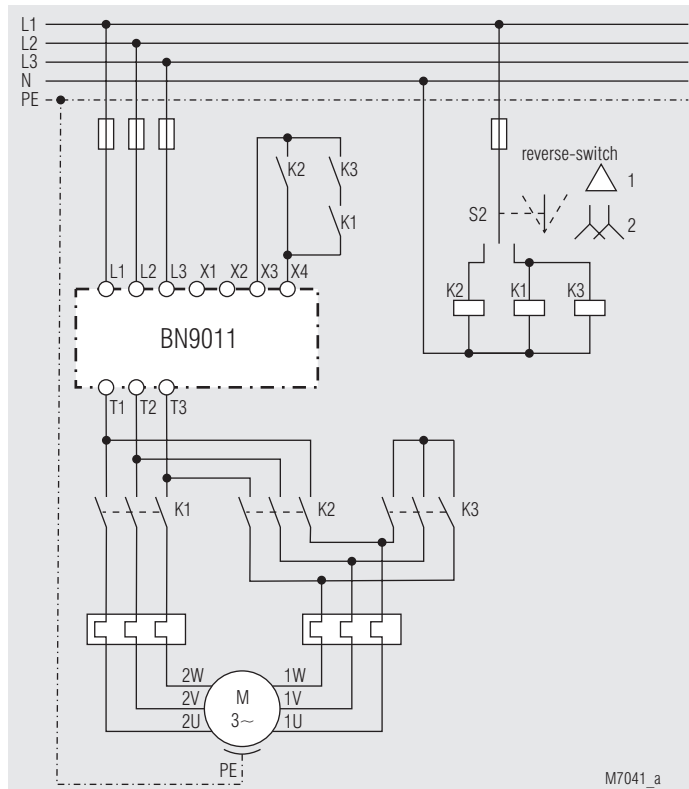 L1
L2
L3
N
PE
reverse-switch
1
2
S2
K2
K3
K1
L1 L2 L3 X1 X2 X3 X4
BN9011
K2 K1 K3
T1 T2 T3
K1
K2
K3
2W
2V
2U
M
3~
1W
1V
1U
PE
M7041_a